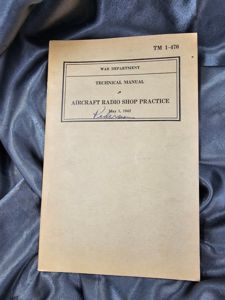 TM 1-470
WAR DEPARTMENT
TECHNICAL MANUAL
AIRCRAFT RADIO SHOP PRACTICE
May 1, 1942